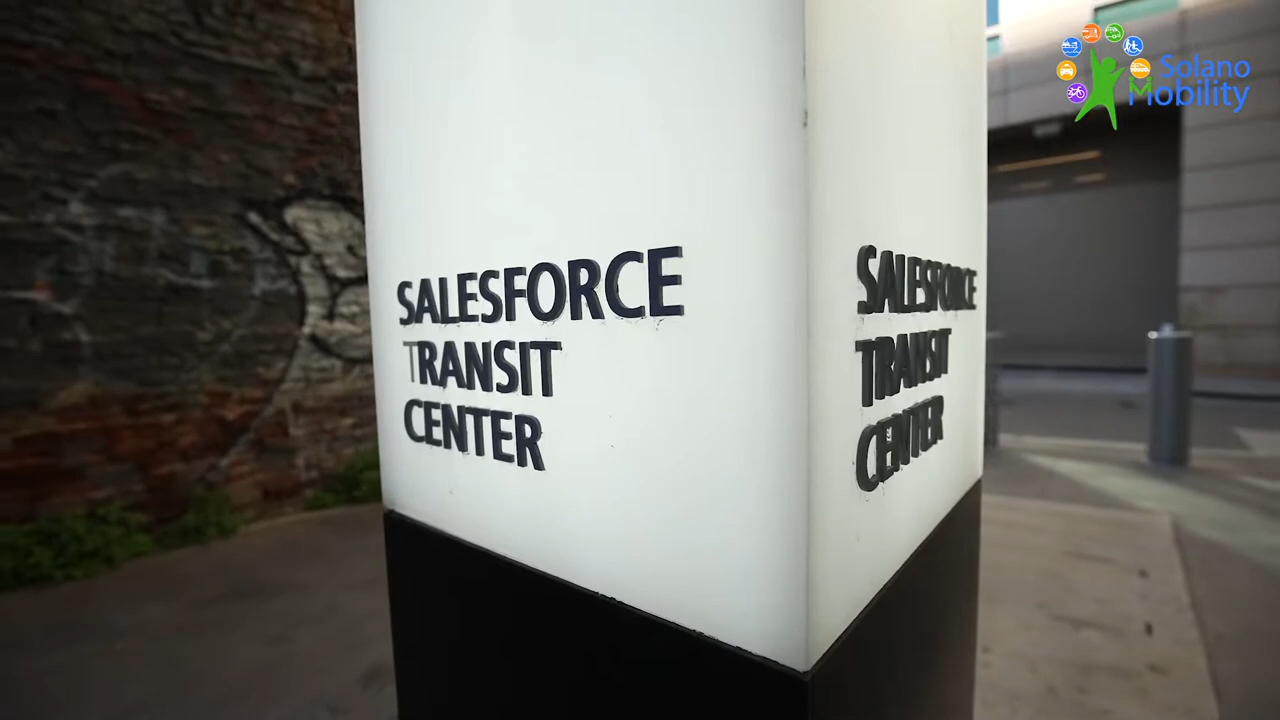 Solano
Mobility
SALESFORCE
TRANSIT
CENTER
SALESFORCE
TRANSIT
CENTER